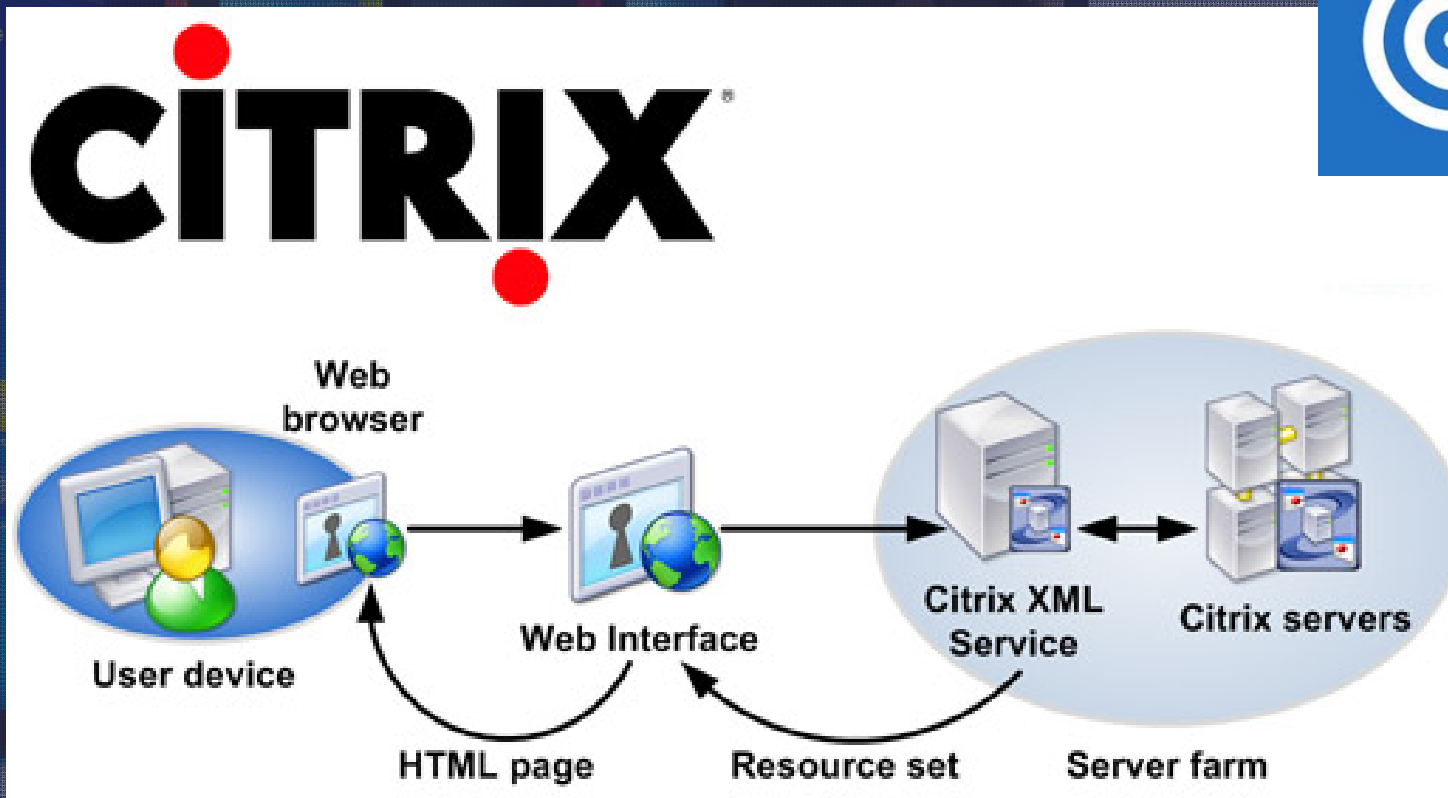 CiTRIX®
Web
browser
User device
Web Interface
Citrix XML
Service
Citrix servers
HTML page
Resource set
Server farm